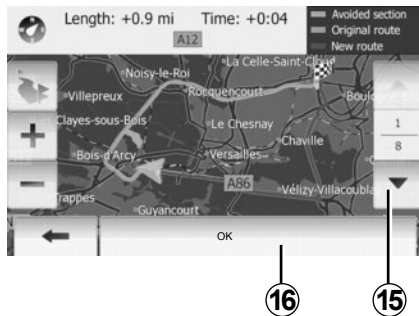 Length: +0.9 mi Time: +0:04
A12
Avoided section
Original route
New route
La Celle-Saint-Cloud
Noisy-le-Roi
Villepreux
Rocquencourt
Clayes-sous-Bois
Le Chesnay
1
8
Chaville
Bois-d'Arcy
Versailles
A86
Vélizy-Villacoubla
Trappes
Guyancourt
OK
16
15